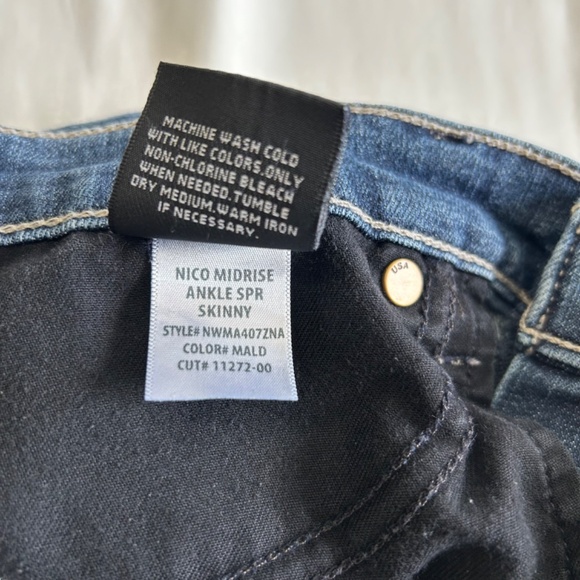 MACHINE WASH COLD
WITH LIKE COLORS.ONLY
NON-CHLORINE BLEACH
WHEN NEEDED.TUMBLE
DRY MEDIUM.WARM IRON
IF NECESSARY.
NICO MIDRISE
ANKLE SPR
SKINNY
STYLE# NWMA407ZNA
COLOR# MALD
CUT# 11272-00
USA